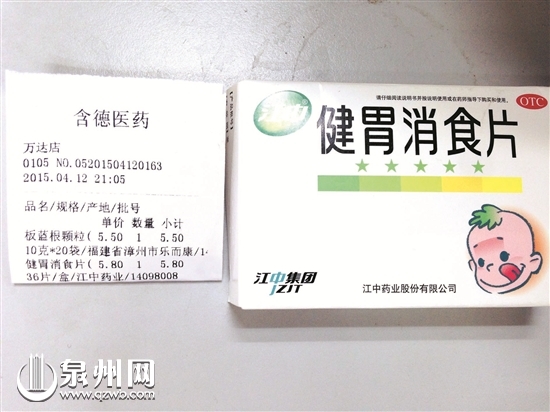 含德医药
万达店
0105 NO.05201504120163
2015.04.12 21:05
品名/规格/产地/批号
单价 数量 小计
板蓝根颗粒( 5.50 1 5.50
10克*20袋/福建省漳州市乐而康/14
健胃消食片( 5.80 1 5.80
36片/盒/江中药业/14098008
请仔细阅读说明书并按说明使用或在药师指导下购买和使用。
OTC
健胃消食片
江中集团
JZJT
江中药业股份有限公司
泉州网
www.qzwb.com